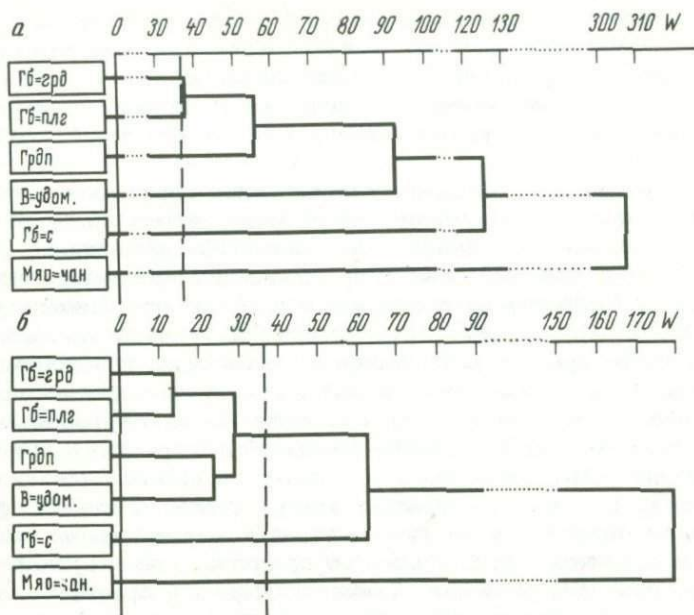 а 0 30 40 50 60 70 80 90 100 130 300 310 W
Гб=грд
Гб=плг
Грдп
В=удом.
Гб=с
Мяо=чан
б 0 10 20 30 40 50 60 70 80 90 150 160 170 W
Гб=грд
Гб=плг
Грдп
В=удом.
Гб=с
Мяо=чан.